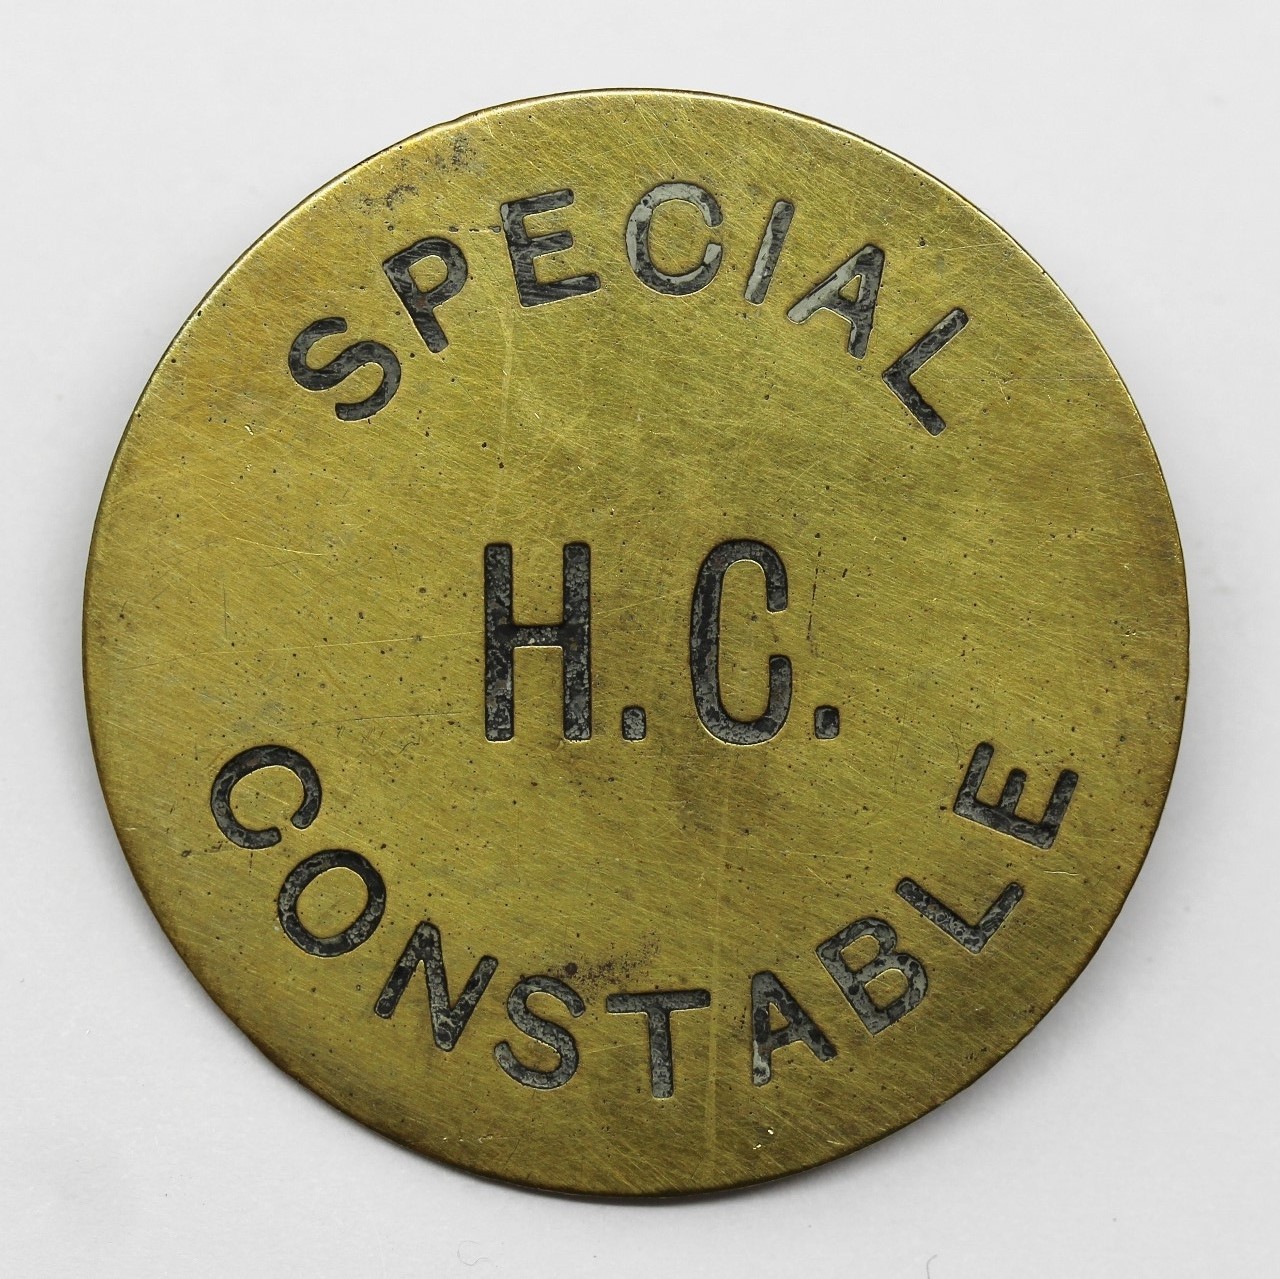 SPECIAL
H.C.
CONSTABLE